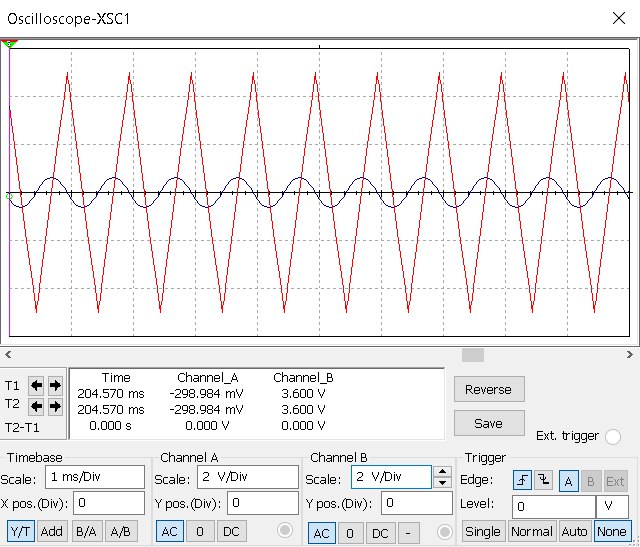 Oscilloscope-XSC1
Time Channel_A Channel_B
T1 204.570 ms -298.984 mV 3.600 V
T2 204.570 ms -298.984 mV 3.600 V
T2-T1 0.000 s 0.000 V 0.000 V
Reverse
Save
Ext. trigger
Timebase
Scale: 1 ms/Div
X pos.(Div): 0
Y/T Add B/A A/B
Channel A
Scale: 2 V/Div
Y pos.(Div): 0
AC 0 DC
Channel B
Scale: 2 V/Div
Y pos.(Div): 0
AC 0 DC -
Trigger
Edge: A B Ext
Level: 0 V
Single Normal Auto None